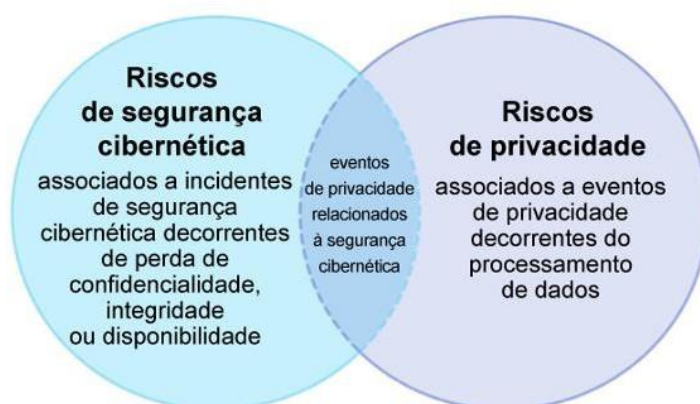 Riscos
de segurança
cibernética
associados a incidentes
de segurança
cibernética decorrentes
de perda de
confidencialidade,
integridade
ou disponibilidade
eventos
de privacidade
relacionados
à segurança
cibernética
Riscos
de privacidade
associados a eventos
de privacidade
decorrentes do
processamento
de dados